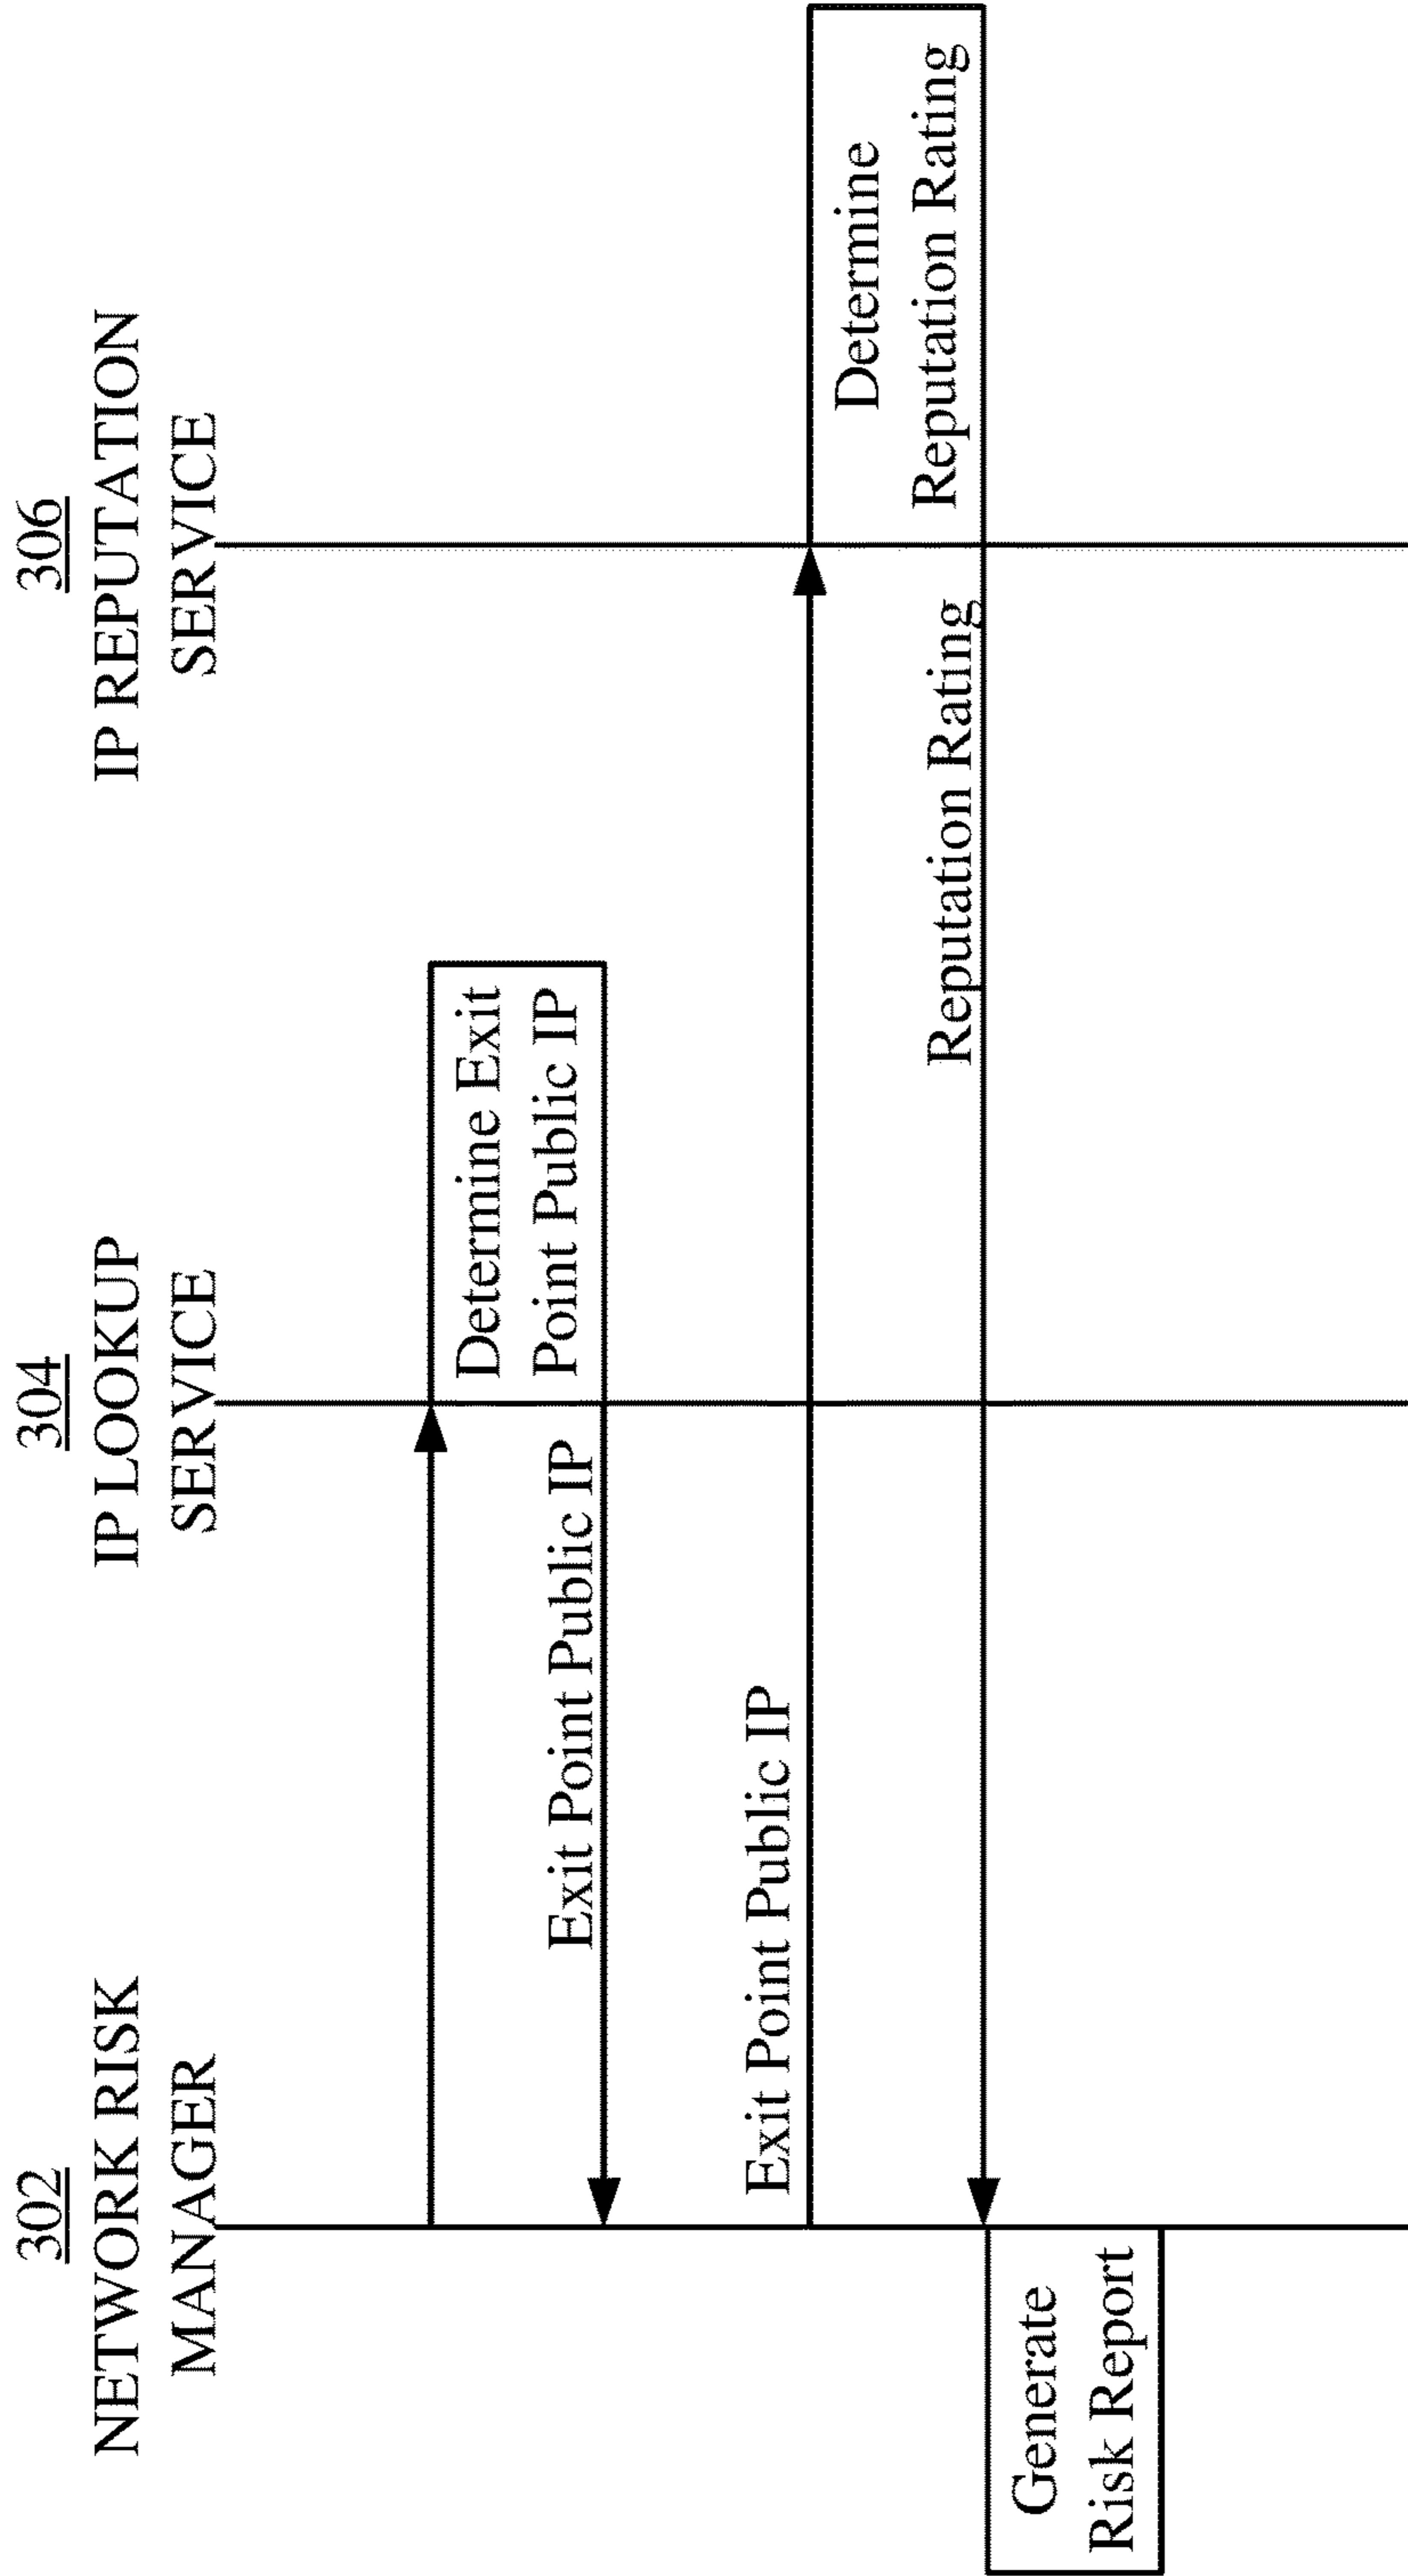 302
NETWORK RISK
MANAGER
304
IP LOOKUP
SERVICE
306
IP REPUTATION
SERVICE
Determine Exit
Point Public IP
Exit Point Public IP
Exit Point Public IP
Determine
Reputation Rating
Reputation Rating
Generate
Risk Report